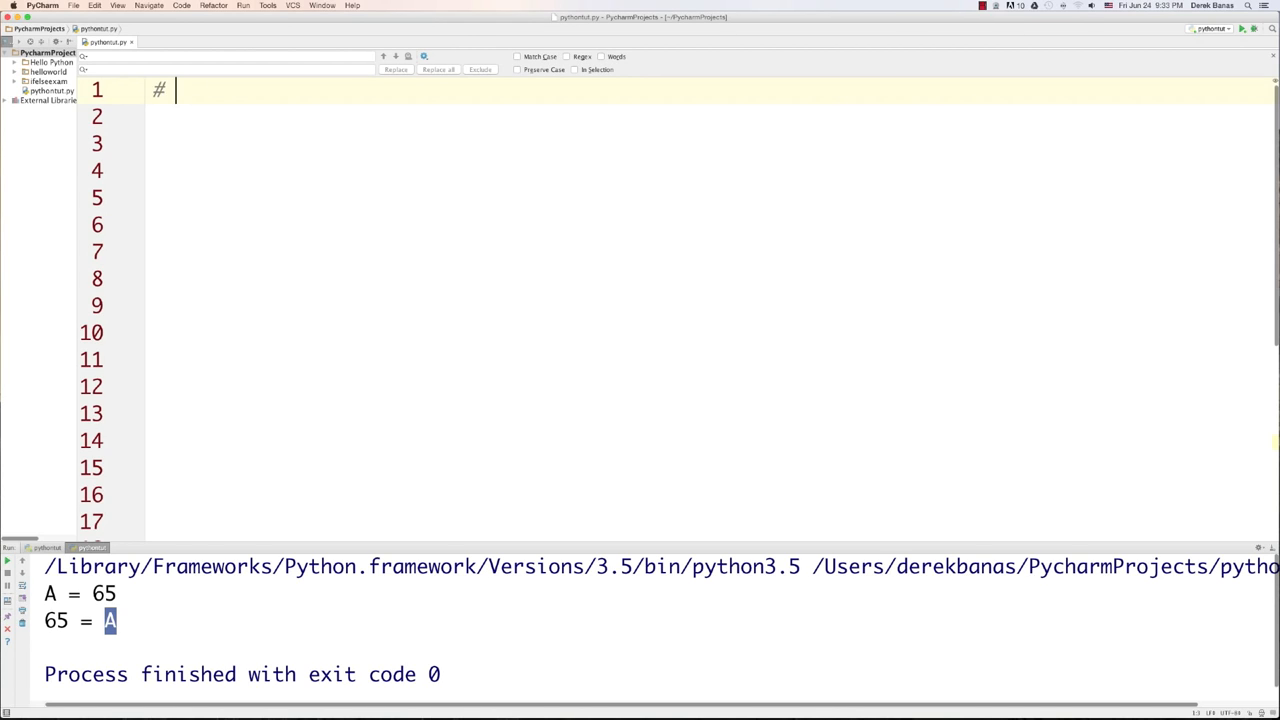 PyCharm File Edit View Navigate Code Refactor Run Tools VCS Window Help 10 Fri Jun 24 9:33 PM Derek Banas
pythontut.py - PycharmProjects - [~/PycharmProjects]
PycharmProjects pythontut.py pythontut
pythontut.py
PycharmProject
Match Case Regex Words
Hello Python
Replace Replace all Exclude Preserve Case In Selection
helloworld
ifelseexam
pythontut.py
External Librarie
1 #
2
3
4
5
6
7
8
9
10
11
12
13
14
15
16
17
Run: pythontut pythontut
/Library/Frameworks/Python.framework/Versions/3.5/bin/python3.5 /Users/derekbanas/PycharmProjects/pytho
A = 65
65 = A
Process finished with exit code 0
1:3 LF÷ UTF-8÷